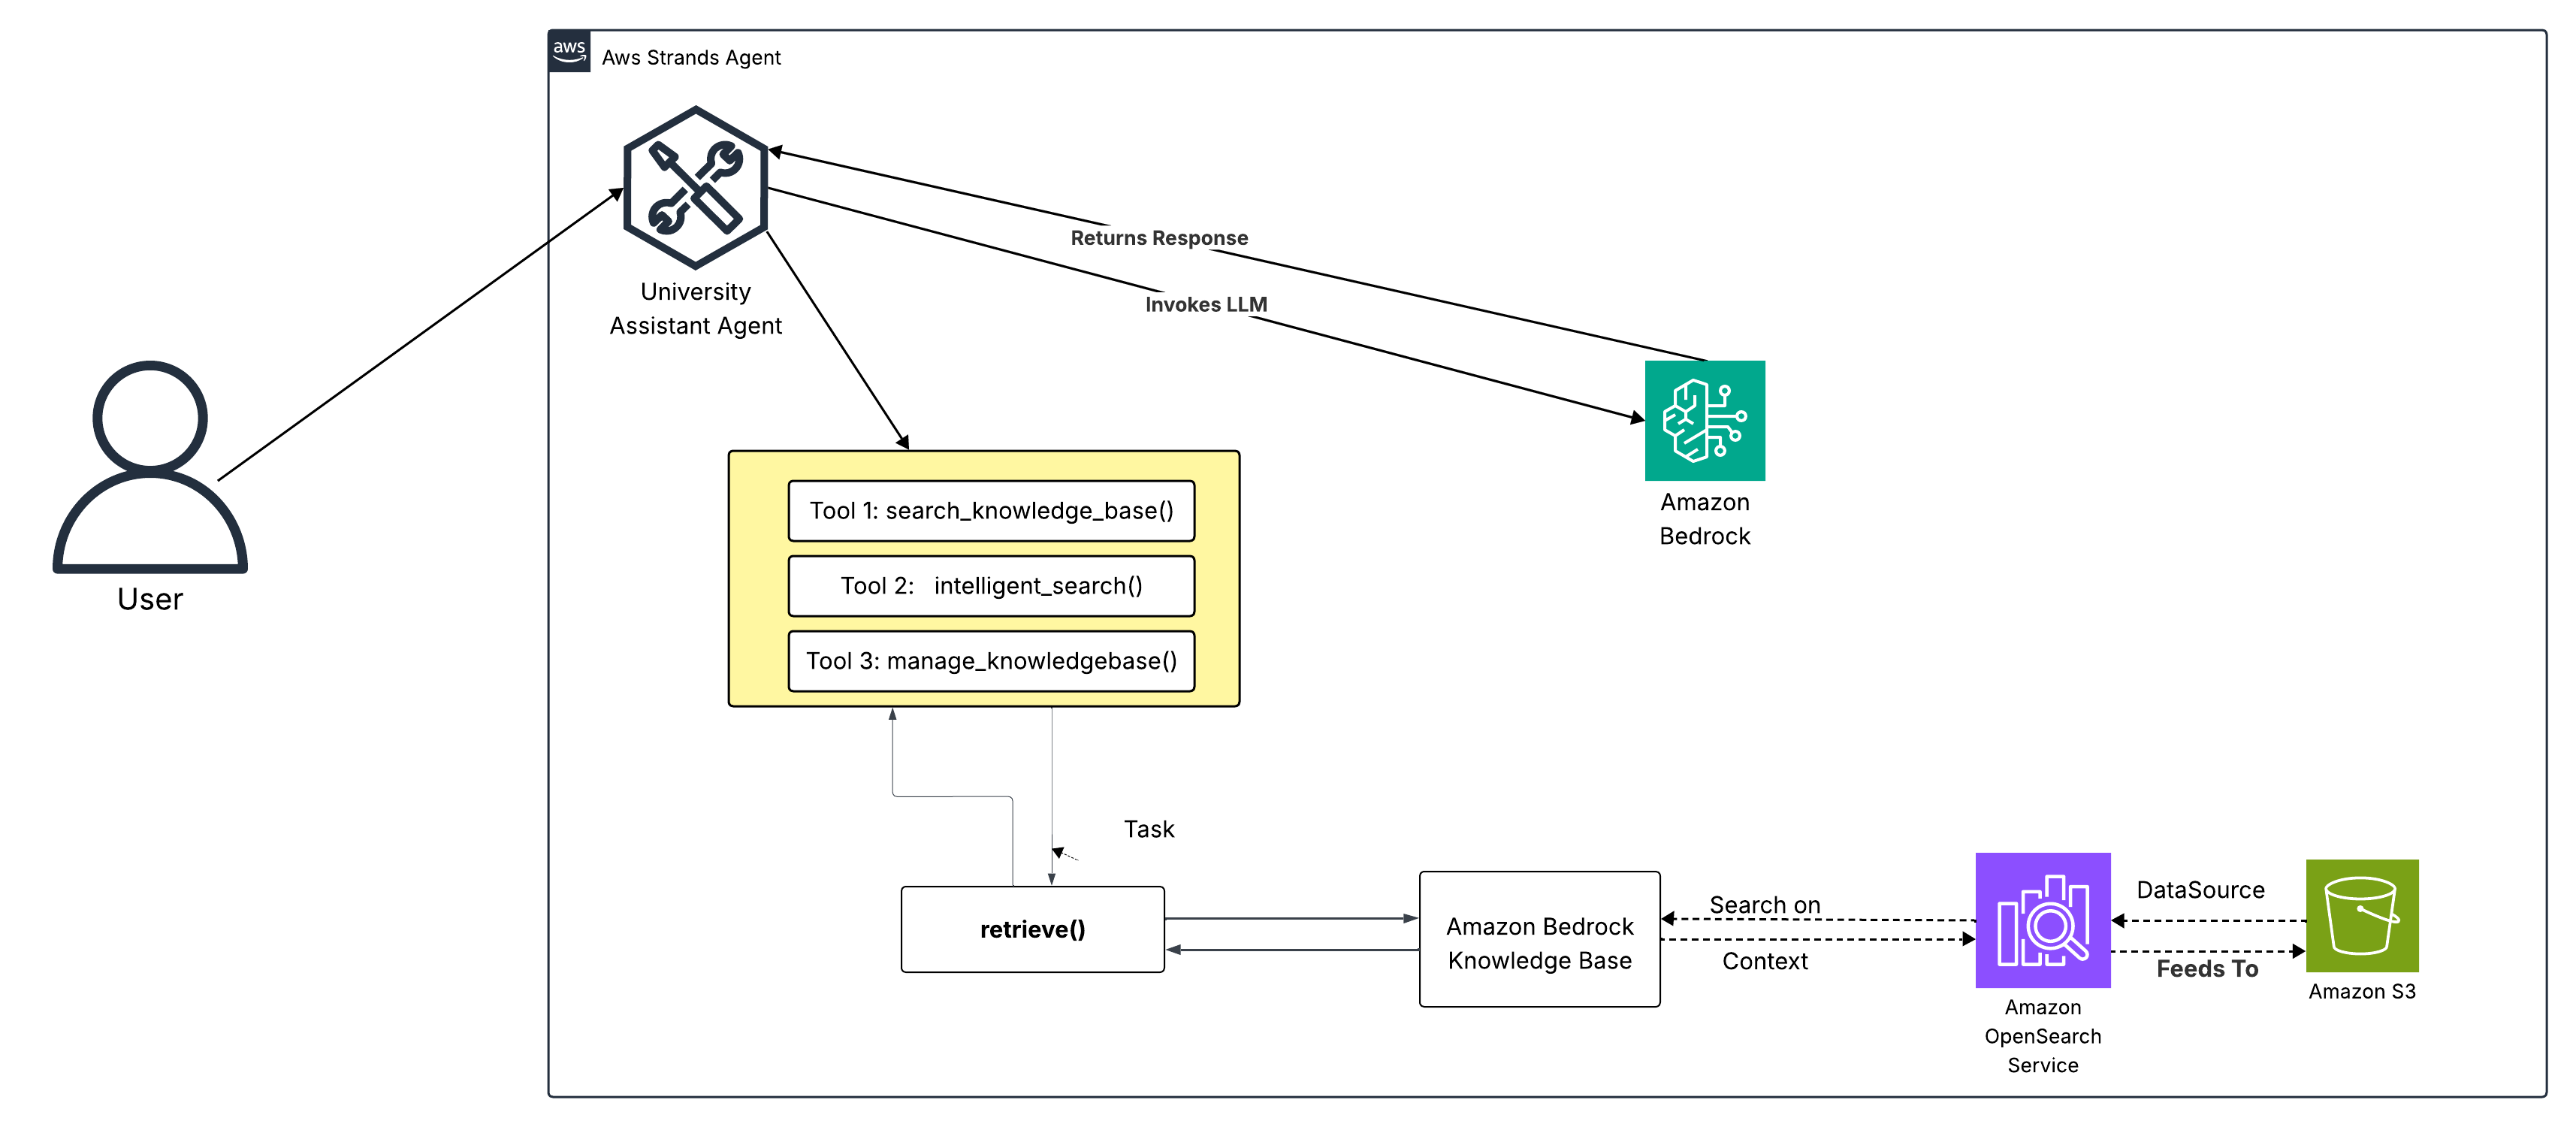 aws
Aws Strands Agent
University
Assistant Agent
Returns Response
Invokes LLM
User
Amazon
Bedrock
Tool 1: search_knowledge_base()
Tool 2: intelligent_search()
Tool 3: manage_knowledgebase()
Task
retrieve()
Amazon Bedrock
Knowledge Base
Search on
Context
DataSource
Feeds To
Amazon
OpenSearch
Service
Amazon S3